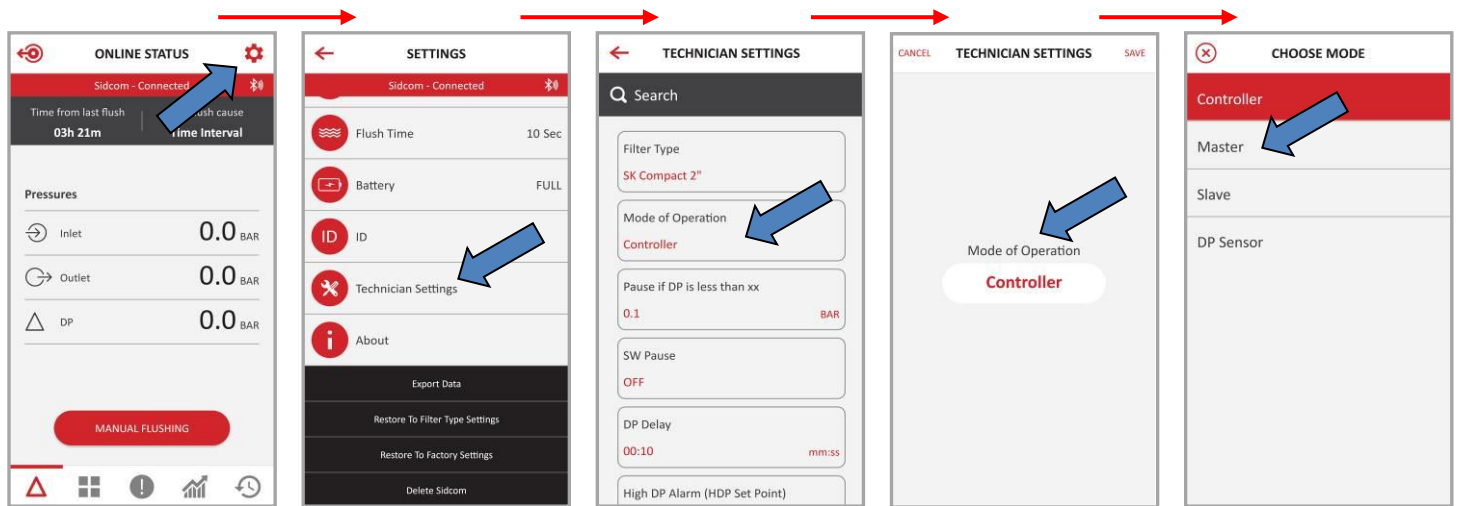 ONLINE STATUS
Sidcom - Connected
Time from last flush
cause
03h 21m
Time Interval
Pressures
Inlet 0.0 BAR
Outlet 0.0 BAR
DP 0.0 BAR
MANUAL FLUSHING
SETTINGS
Sidcom - Connected
Flush Time 10 Sec
Battery FULL
ID ID
Technician Settings
i About
Export Data
Restore To Filter Type Settings
Restore To Factory Settings
Delete Sidcom
TECHNICIAN SETTINGS
Search
Filter Type
SK Compact 2"
Mode of Operation
Controller
Pause if DP is less than xx
0.1 BAR
SW Pause
OFF
DP Delay
00:10 mm:ss
High DP Alarm (HDP Set Point)
CANCEL TECHNICIAN SETTINGS SAVE
Mode of Operation
Controller
CHOOSE MODE
Controller
Master
Slave
DP Sensor